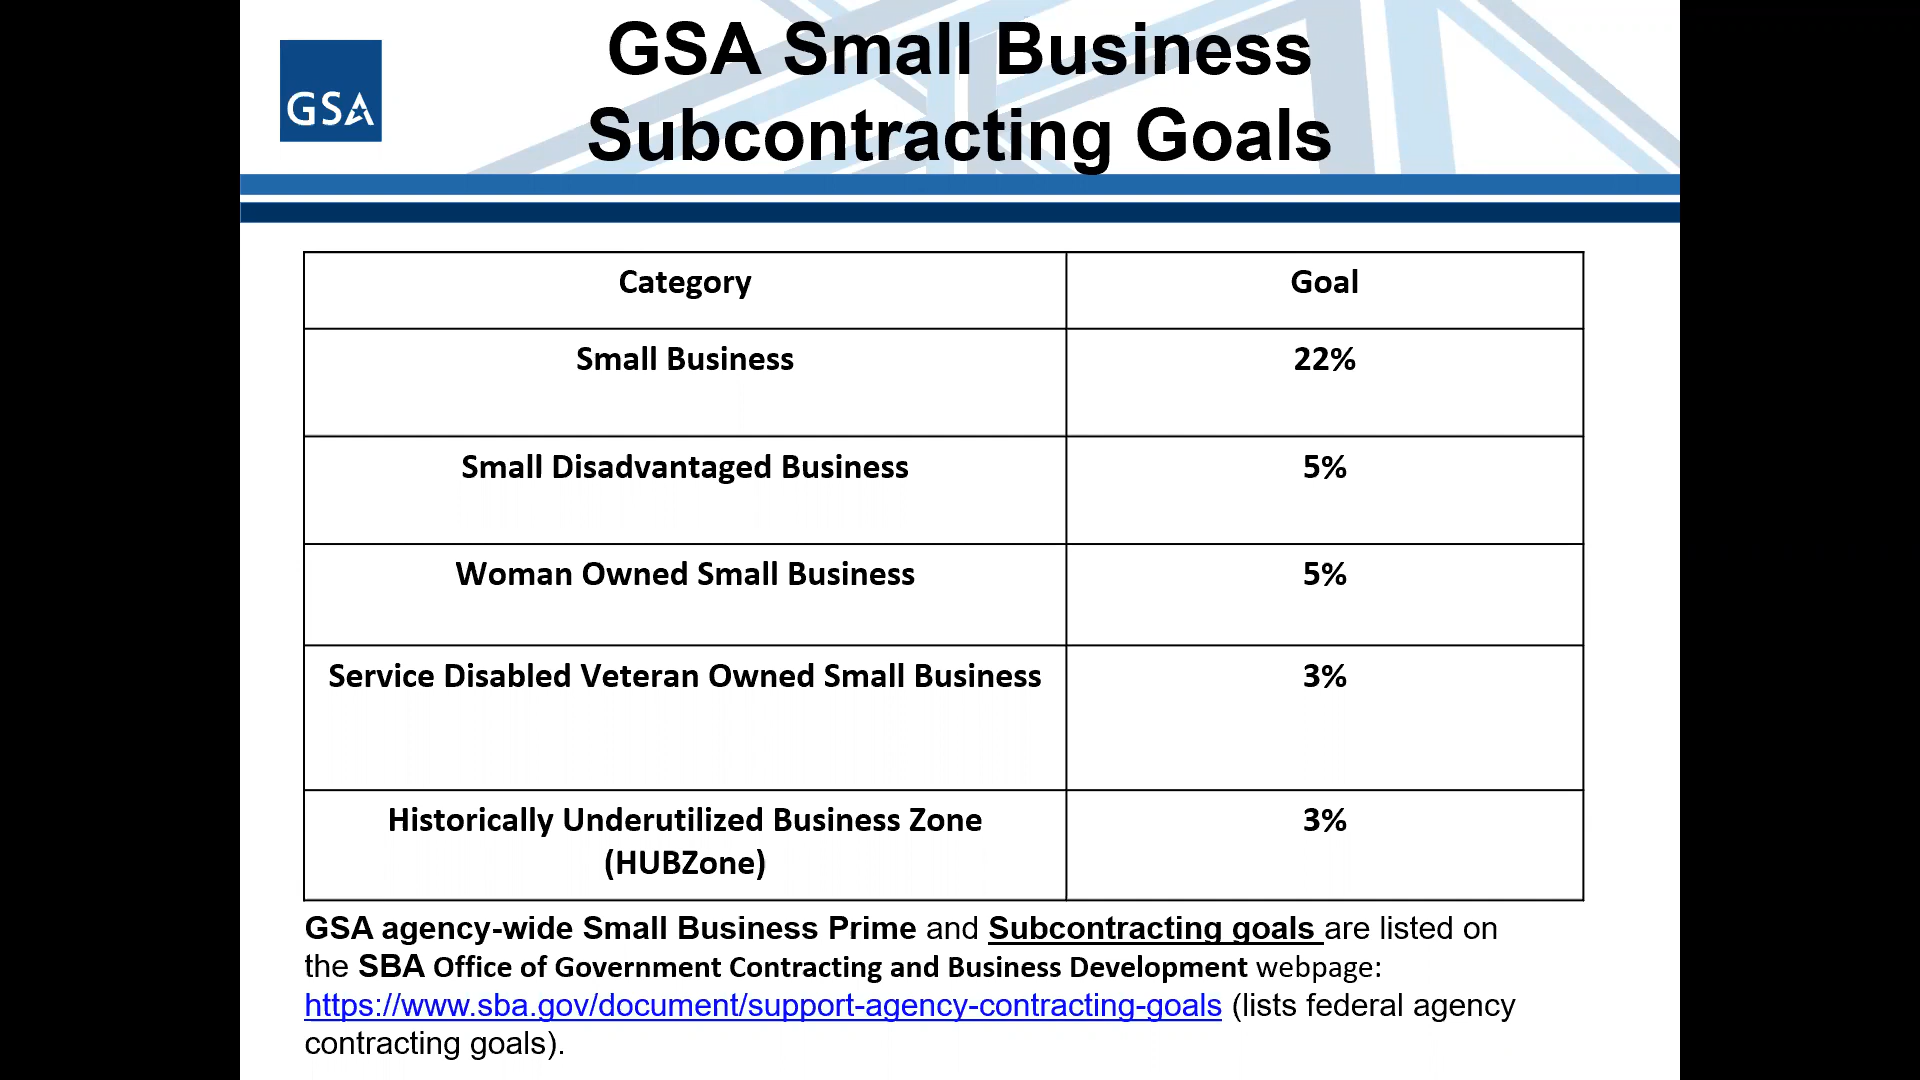 GSA
GSA Small Business
Subcontracting Goals
Category
Goal
Small Business
22%
Small Disadvantaged Business
5%
Woman Owned Small Business
5%
Service Disabled Veteran Owned Small Business
3%
Historically Underutilized Business Zone
(HUBZone)
3%
GSA agency-wide Small Business Prime and Subcontracting goals are listed on
the SBA Office of Government Contracting and Business Development webpage:
https://www.sba.gov/document/support-agency-contracting-goals (lists federal agency
contracting goals).